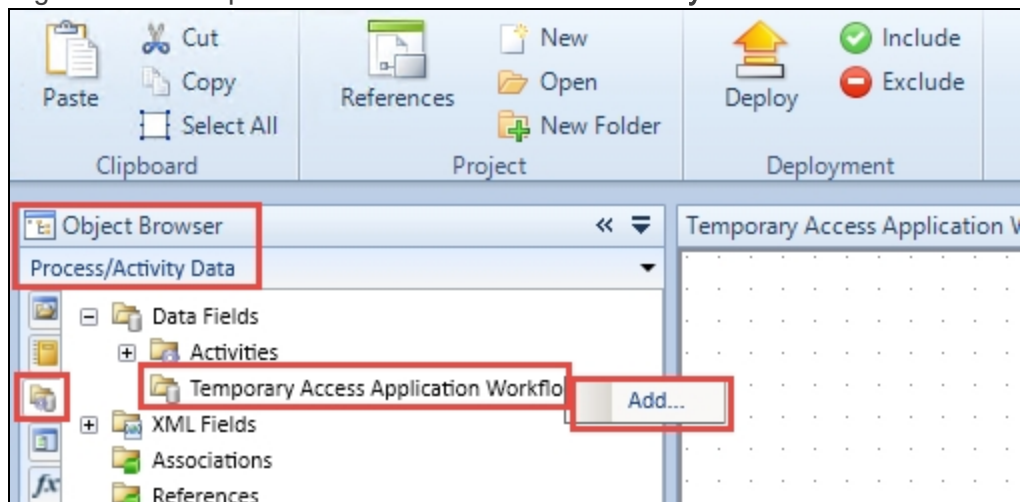 Paste
Cut
Copy
Select All
Clipboard
References
New
Open
New Folder
Project
Deploy
Include
Exclude
Deployment
Object Browser
Process/Activity Data
Data Fields
Activities
Temporary Access Application Workflo
Add...
XML Fields
Associations
References
fx
Temporary Access Application W